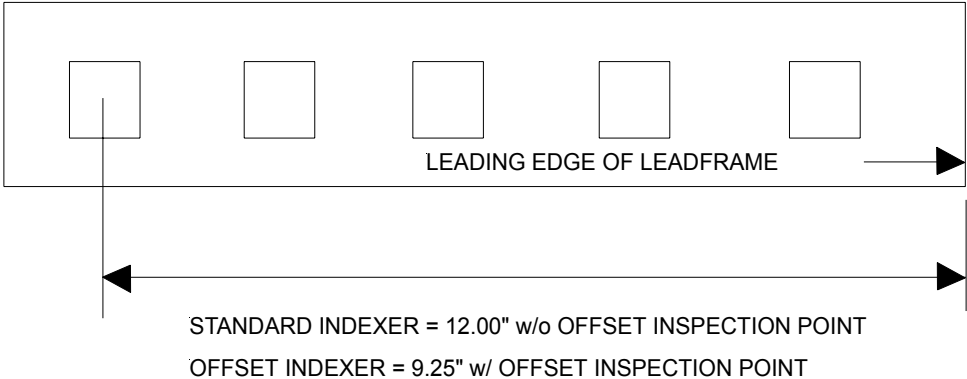 LEADING EDGE OF LEADFRAME
STANDARD INDEXER = 12.00" w/o OFFSET INSPECTION POINT
OFFSET INDEXER = 9.25" w/ OFFSET INSPECTION POINT